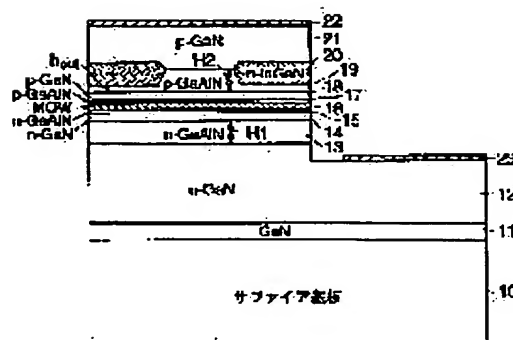 22
p-GaN
21
20
H2
19
p-GaN
p-GaAlN
18
p-GaAlN
17
MQW
16
n-GaAlN
15
n-GaN
n-GaAlN
H1
14
13
23
n-GaN
12
GaN
11
サファイア基板
10